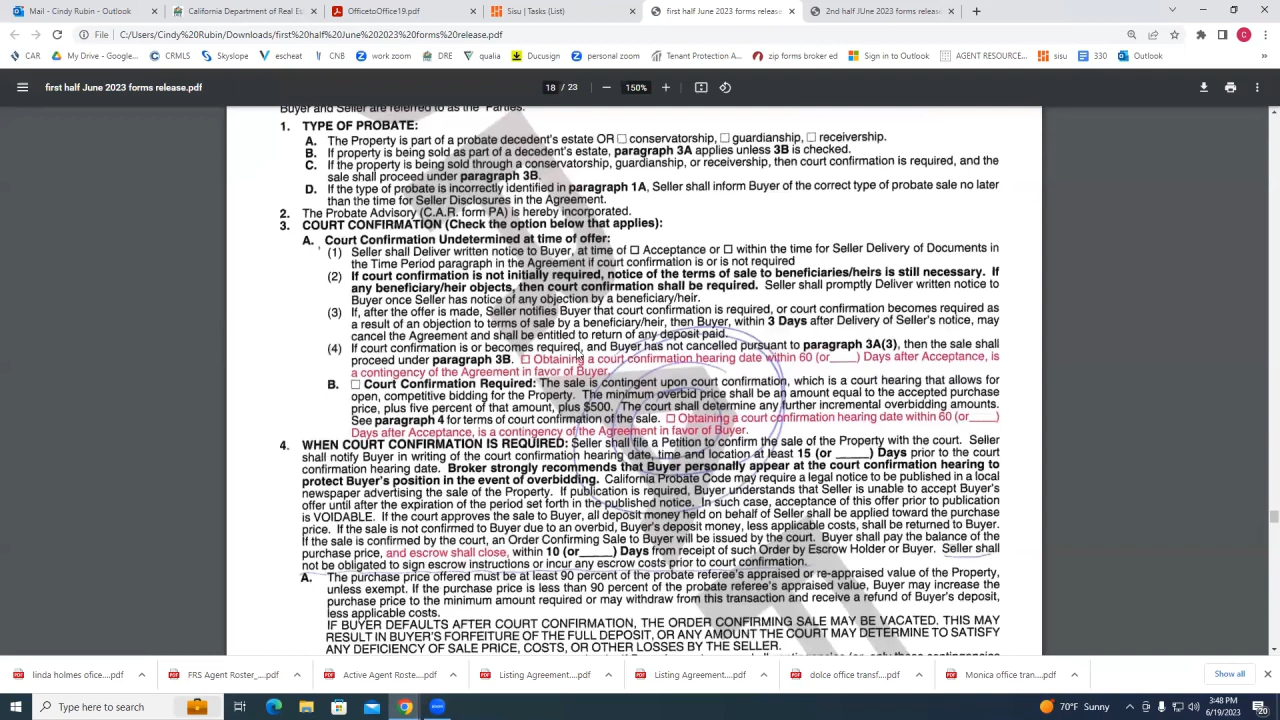 Mail - Cindy Rubin - Outlook
California Department of Real Est
OfficetoOffice19.pdf
Sisu | Tasks (List)
first half June 2023 forms release
2nd half JUne 2023 forms release.
File | C:/Users/Cindy%20Rubin/Downloads/first%20half%20June%202023%20forms%20release.pdf
CAR
My Drive - Google...
CRMLS
Skyslope
escheat
CNB
work zoom
DRE
qualia
Docusign
personal zoom
Tenant Protection A...
zip forms broker ed
Sign in to Outlook
AGENT RESOURCE...
sisu
330
Outlook
first half June 2023 forms release.pdf
18 / 23
150%
Buyer and Seller are referred to as the "Parties."
1. TYPE OF PROBATE:
A. The Property is part of a probate decedent's estate OR ☐ conservatorship, ☐ guardianship, ☐ receivership.
B. If property is being sold as part of a decedent's estate, paragraph 3A applies unless 3B is checked.
C. If the property is being sold through a conservatorship, guardianship, or receivership, then court confirmation is required, and the
sale shall proceed under paragraph 3B.
D. If the type of probate is incorrectly identified in paragraph 1A, Seller shall inform Buyer of the correct type of probate sale no later
than the time for Seller Disclosures in the Agreement.
2. The Probate Advisory (C.A.R. form PA) is hereby incorporated.
3. COURT CONFIRMATION (Check the option below that applies):
A. Court Confirmation Undetermined at time of offer:
(1) Seller shall Deliver written notice to Buyer, at time of ☐ Acceptance or ☐ within the time for Seller Delivery of Documents in
the Time Period paragraph in the Agreement if court confirmation is or is not required
(2) If court confirmation is not initially required, notice of the terms of sale to beneficiaries/heirs is still necessary. If
any beneficiary/heir objects, then court confirmation shall be required. Seller shall promptly Deliver written notice to
Buyer once Seller has notice of any objection by a beneficiary/heir.
(3) If, after the offer is made, Seller notifies Buyer that court confirmation is required, or court confirmation becomes required as
a result of an objection to terms of sale by a beneficiary/heir, then Buyer, within 3 Days after Delivery of Seller's notice, may
cancel the Agreement and shall be entitled to return of any deposit paid.
(4) If court confirmation is or becomes required, and Buyer has not cancelled pursuant to paragraph 3A(3), then the sale shall
proceed under paragraph 3B. ☐ Obtaining a court confirmation hearing date within 60 (or____) Days after Acceptance, is
a contingency of the Agreement in favor of Buyer.
B. ☐ Court Confirmation Required: The sale is contingent upon court confirmation, which is a court hearing that allows for
open, competitive bidding of the Property. The minimum overbid price shall be an amount equal to the accepted purchase
price, plus five percent of that amount, plus $500. The court shall determine any further incremental overbidding amounts.
See paragraph 4 for terms of court confirmation of the sale. ☐ Obtaining a court confirmation hearing date within 60 (or____)
Days after Acceptance, is a contingency of the Agreement in favor of Buyer.
4. WHEN COURT CONFIRMATION IS REQUIRED: Seller shall file a Petition to confirm the sale of the Property with the court. Seller
shall notify Buyer in writing of the court confirmation hearing date, time and location at least 15 (or _____) Days prior to the court
confirmation hearing date. Broker strongly recommends that Buyer personally appear at the court confirmation hearing to
protect Buyer's position in the event of overbidding. California Probate Code may require a legal notice to be published in a local
newspaper advertising the sale of the Property. If publication is required, Buyer understands that Seller is unable to accept Buyer's
offer until after the expiration of the period set forth in the published notice. In such case, acceptance of this offer prior to publication
is VOIDABLE. If the court approves the sale to Buyer, all deposit money held on behalf of Seller shall be applied toward the purchase
price. If the sale is not confirmed to Buyer due to an overbid, Buyer's deposit money, less applicable costs, shall be returned to Buyer.
If the sale is confirmed by the court, an Order Confirming Sale to Buyer will be issued by the court. Buyer shall pay the balance of the
purchase price, and escrow shall close, within 10 (or_____) Days from receipt of such Order by Escrow Holder or Buyer. Seller shall
not be obligated to sign escrow instructions or incur any escrow costs prior to court confirmation.
A. The purchase price offered must be at least 90 percent of the probate referee's appraised or re-appraised value of the Property,
unless exempt. If the purchase price is less than 90 percent of the probate referee's appraised value, Buyer may increase the
purchase price to the minimum amount required or may withdraw from this transaction and receive a refund of Buyer's deposit,
less applicable costs.
IF BUYER DEFAULTS AFTER COURT CONFIRMATION, THE ORDER CONFIRMING SALE MAY BE VACATED. THIS MAY
RESULT IN BUYER'S FORFEITURE OF THE FULL DEPOSIT, OR ANY AMOUNT THE COURT MAY DETERMINE TO SATISFY
ANY DEFICIENCY OF SALE PRICE, COSTS, OR OTHER LOSSES BY THE SELLER.
linda holmes ofice....pdf
FRS Agent Roster_...pdf
Active Agent Roste....pdf
Listing Agreement....pdf
Listing Agreement....pdf
dolce office transf....pdf
Monica office tran....pdf
Show all
Type here to search
70°F Sunny
3:48 PM
6/19/2023
20